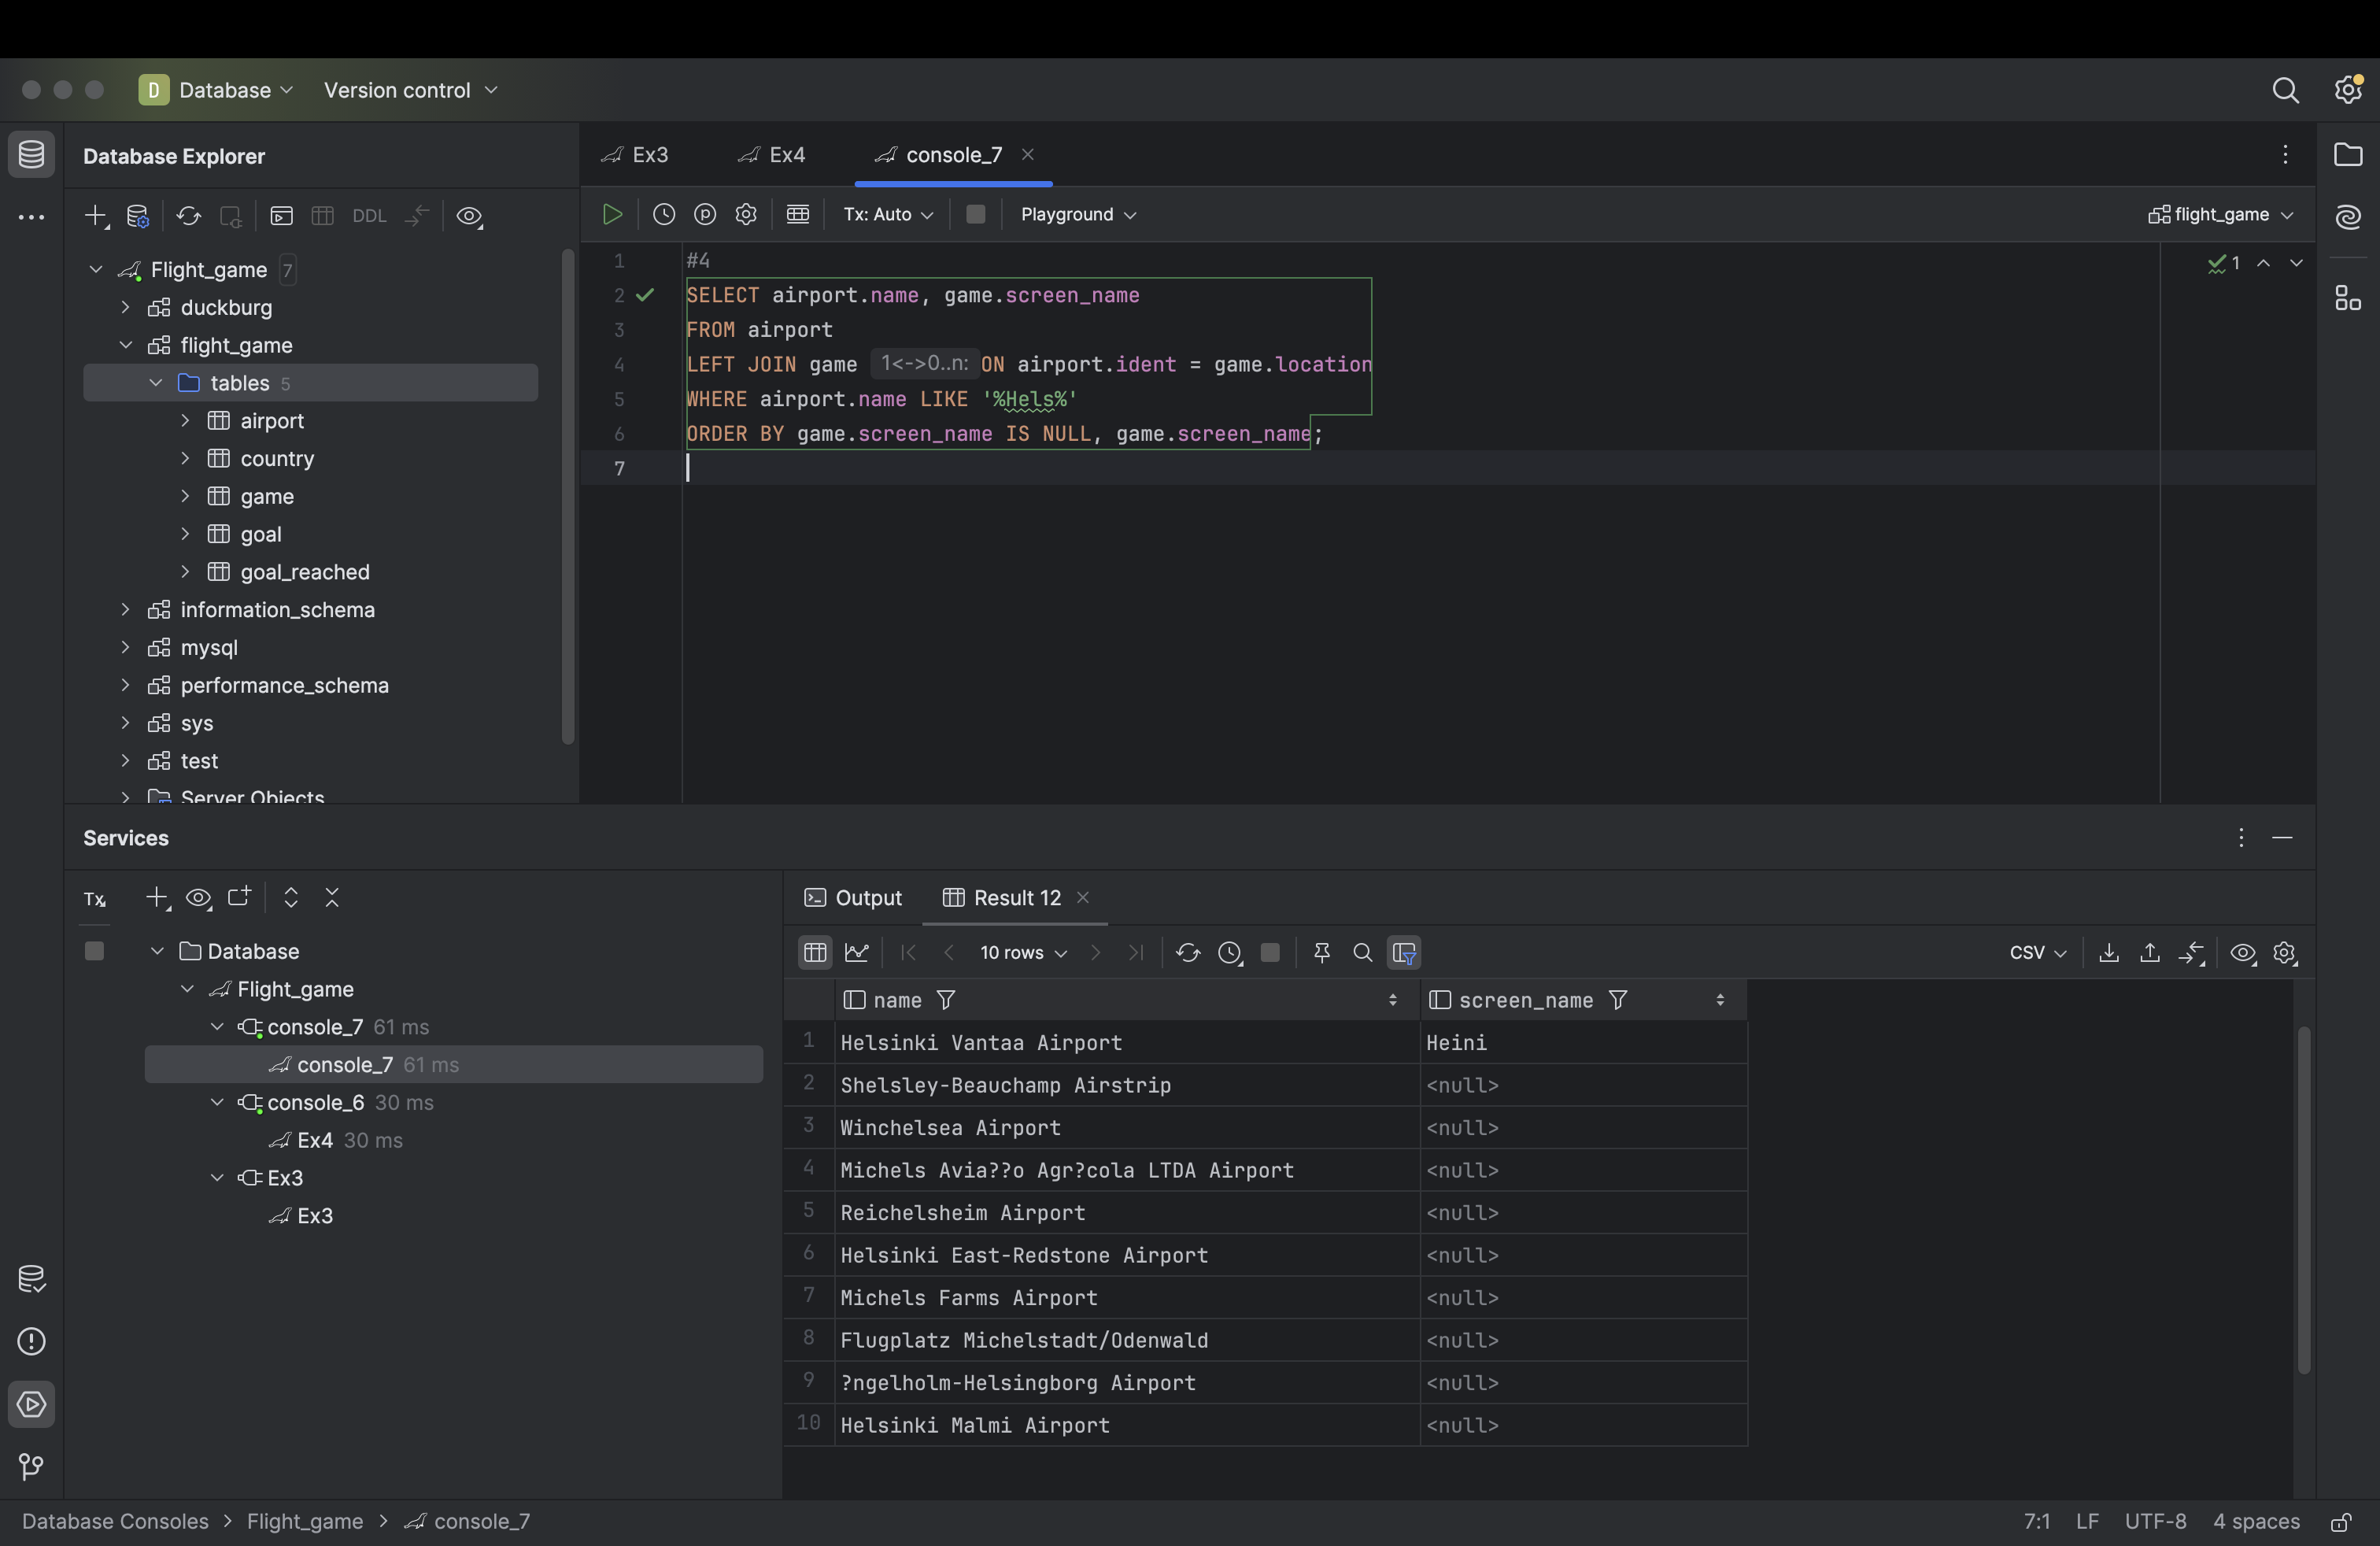 D Database Version control
Database Explorer
DDL
Flight_game 7
duckburg
flight_game
tables 5
airport
country
game
goal
goal_reached
information_schema
mysql
performance_schema
sys
test
Server Objects
Ex3 Ex4 console_7
Tx: Auto Playground flight_game
1 #4
2 SELECT airport.name, game.screen_name
3 FROM airport
4 LEFT JOIN game 1<->0..n: ON airport.ident = game.location
5 WHERE airport.name LIKE '%Hels%'
6 ORDER BY game.screen_name IS NULL, game.screen_name;
7
1
Services
Tx
Database
Flight_game
console_7 61 ms
console_7 61 ms
console_6 30 ms
Ex4 30 ms
Ex3
Ex3
Output Result 12
10 rows CSV
name screen_name
1 Helsinki Vantaa Airport Heini
2 Shelsley-Beauchamp Airstrip <null>
3 Winchelsea Airport <null>
4 Michels Avia??o Agr?cola LTDA Airport <null>
5 Reichelsheim Airport <null>
6 Helsinki East-Redstone Airport <null>
7 Michels Farms Airport <null>
8 Flugplatz Michelstadt/Odenwald <null>
9 ?ngelholm-Helsingborg Airport <null>
10 Helsinki Malmi Airport <null>
Database Consoles > Flight_game > console_7
7:1 LF UTF-8 4 spaces